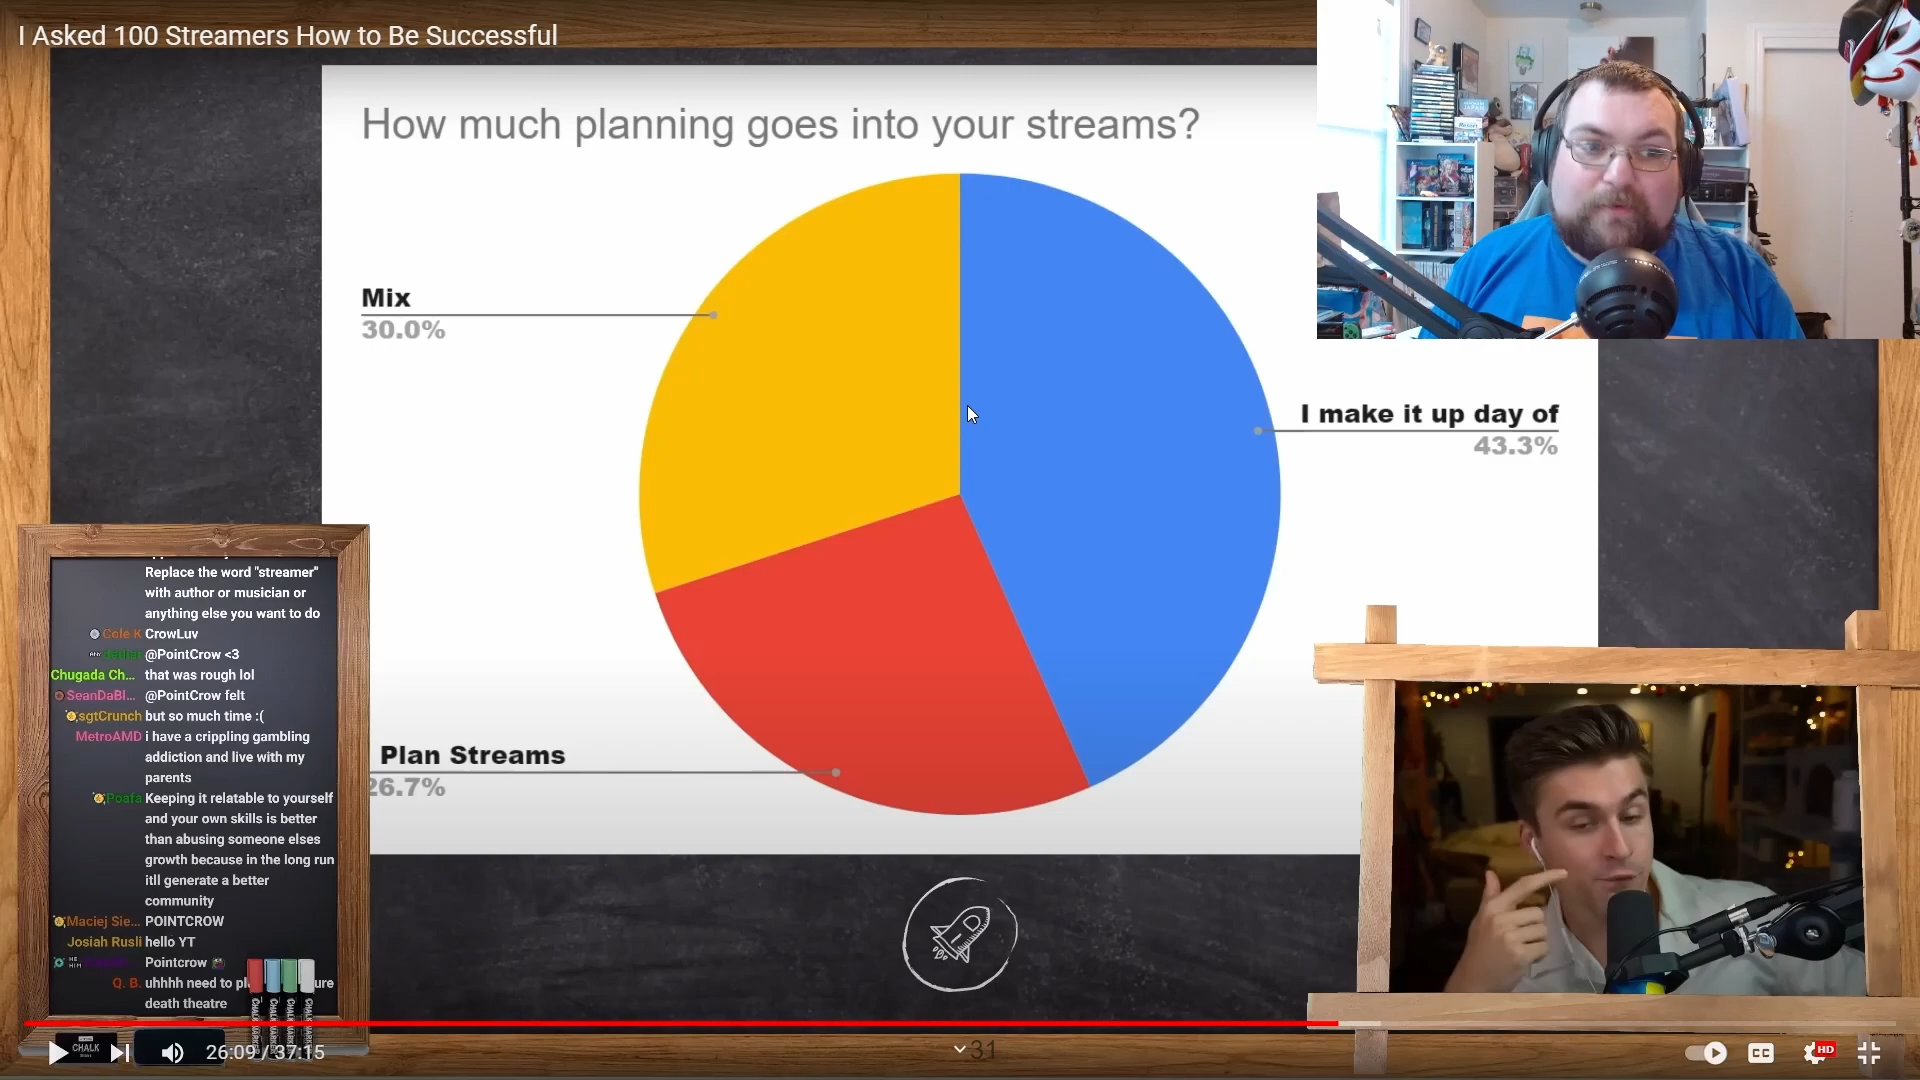 I Asked 100 Streamers How to Be Successful
How much planning goes into your streams?
Mix
30.0%
I make it up day of
43.3%
Plan Streams
26.7%
Replace the word "streamer"
with author or musician or
anything else you want to do
Cole K CrowLuv
@PointCrow <3
Chugada Ch... that was rough lol
SeanDaBl... @PointCrow felt
sgtCrunch but so much time :(
MetroAMD i have a crippling gambling
addiction and live with my
parents
Poafa Keeping it relatable to yourself
and your own skills is better
than abusing someone elses
growth because in the long run
itll generate a better
community
Maciej Sie... POINTCROW
Josiah Rusli hello YT
HE HIM Pointcrow
Q. B. uhhhh need to ure
death theatre
CHALK
26:09 / 37:15
31
CC
HD